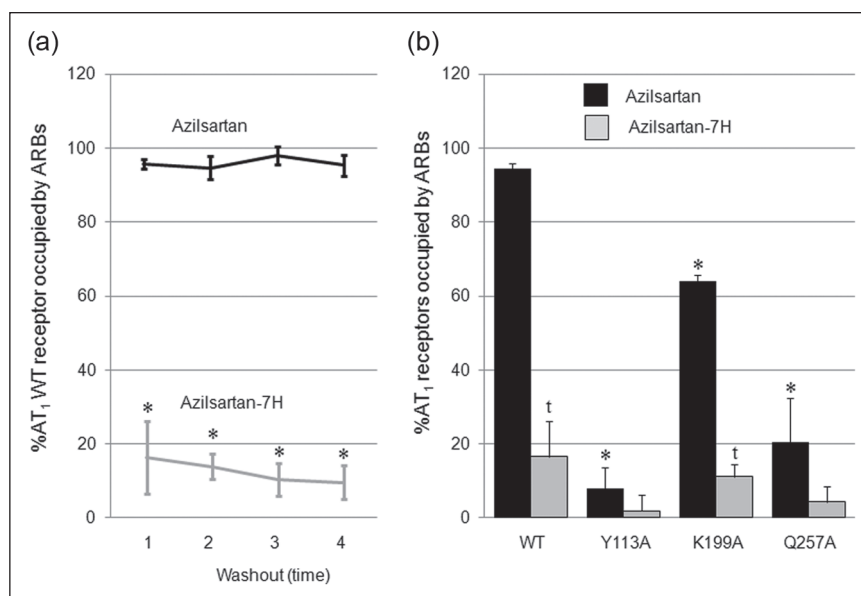 (a)
%AT₁ WT receptor occupied by ARBs
120
100
80
60
40
20
0
Azilsartan
Azilsartan-7H
*
*
*
*
1 2 3 4
Washout (time)
(b)
%AT₁ receptors occupied by ARBs
120
100
80
60
40
20
0
Azilsartan
Azilsartan-7H
t
*
*
t
*
WT Y113A K199A Q257A